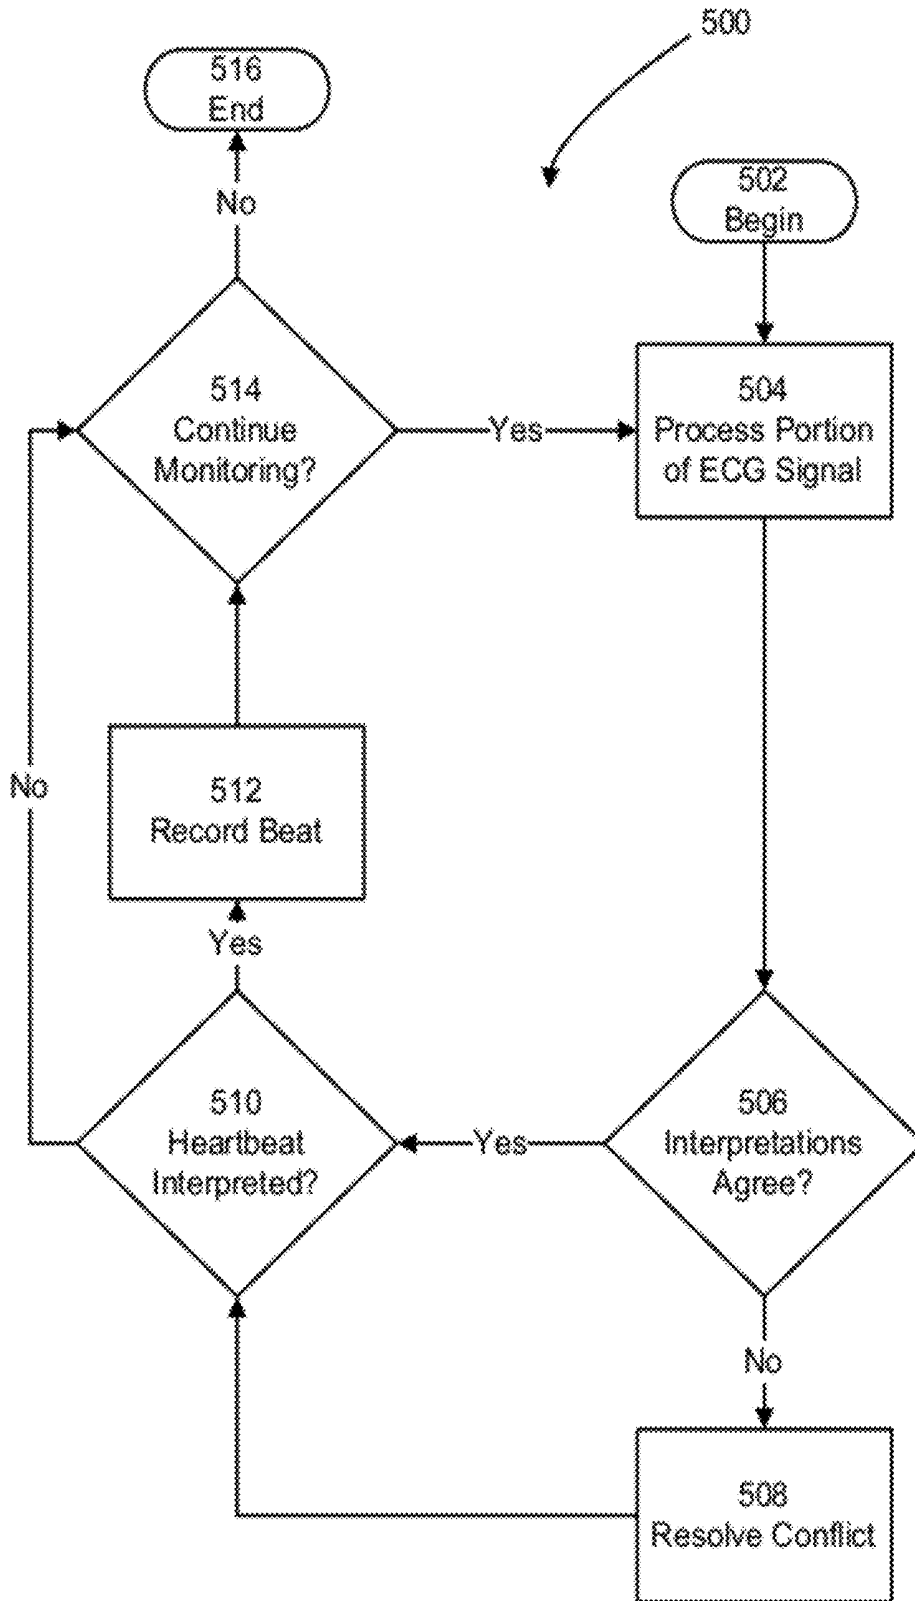 500
516
End
502
Begin
No
514
Continue
Monitoring?
Yes
504
Process Portion
of ECG Signal
No
512
Record Beat
Yes
510
Heartbeat
Interpreted?
Yes
506
Interpretations
Agree?
No
508
Resolve Conflict